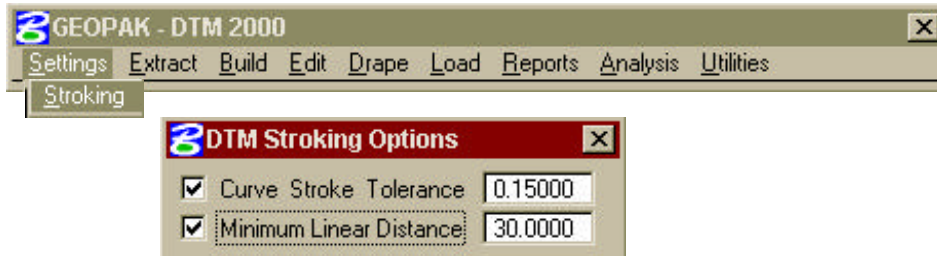 GEOPAK - DTM 2000
Settings Extract Build Edit Drape Load Reports Analysis Utilities
Stroking
DTM Stroking Options
Curve Stroke Tolerance 0.15000
Minimum Linear Distance 30.0000